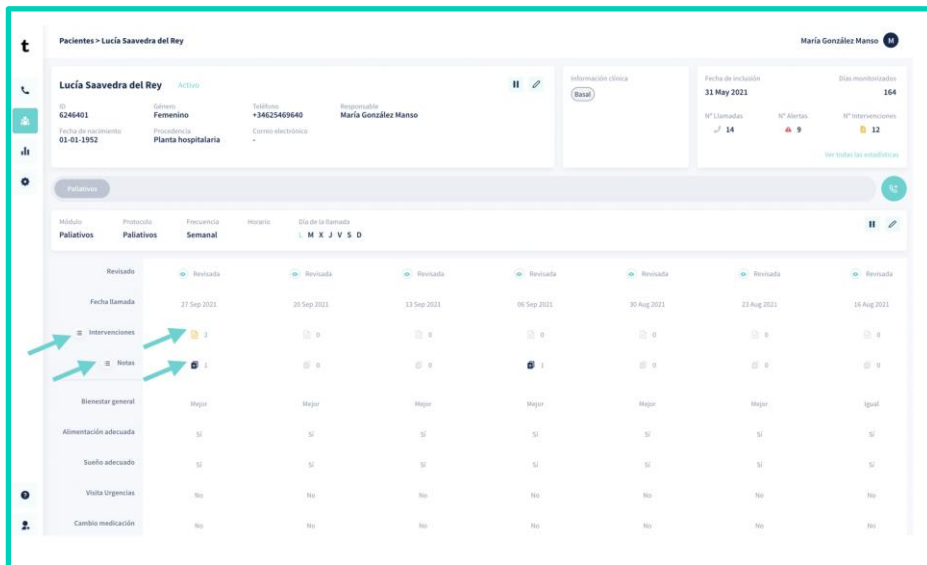 t
Pacientes > Lucía Saavedra del Rey
María González Manso M
Lucía Saavedra del Rey Activo
ID Género Teléfono Responsable
6246401 Femenino +34625469640 María González Manso
Fecha de nacimiento Procedencia Correo electrónico
01-01-1952 Planta hospitalaria -
Información clínica
Basal
Fecha de inclusión Días monitorizados
31 May 2021 164
Nº Llamadas Nº Alertas Nº Intervenciones
14 9 12
Ver todas las estadísticas
Paliativos
Módulo Protocolo Frecuencia Horario Día de la llamada
Paliativos Paliativos Semanal L M X J V S D
Revisado Revisada Revisada Revisada Revisada Revisada Revisada Revisada
Fecha llamada 27 Sep 2021 20 Sep 2021 13 Sep 2021 06 Sep 2021 30 Aug 2021 23 Aug 2021 16 Aug 2021
Intervenciones 0 0 0 0 0 0
Notas 1 0 0 1 0 0 0
Bienestar general Mejor Mejor Mejor Mejor Mejor Mejor Igual
Alimentación adecuada Sí Sí Sí Sí Sí Sí Sí
Sueño adecuado Sí Sí Sí Sí Sí Sí Sí
Visita Urgencias No No No No No No No
Cambio medicación No No No No No No No